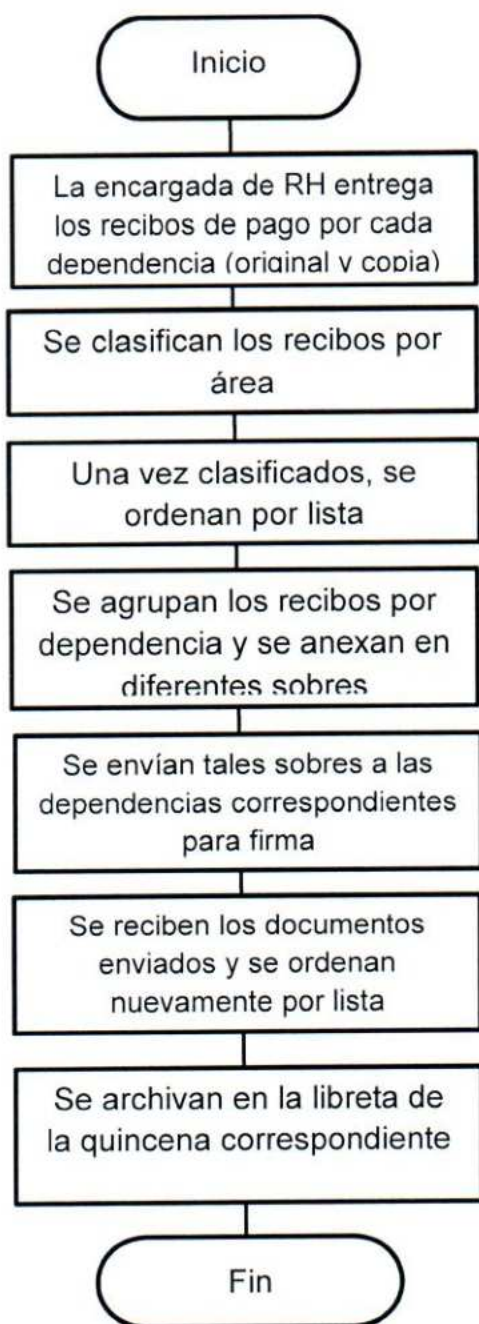 Inicio
La encargada de RH entrega
los recibos de pago por cada
dependencia (original y copia)
Se clasifican los recibos por
área
Una vez clasificados, se
ordenan por lista
Se agrupan los recibos por
dependencia y se anexan en
diferentes sobres
Se envían tales sobres a las
dependencias correspondientes
para firma
Se reciben los documentos
enviados y se ordenan
nuevamente por lista
Se archivan en la libreta de
la quincena correspondiente
Fin